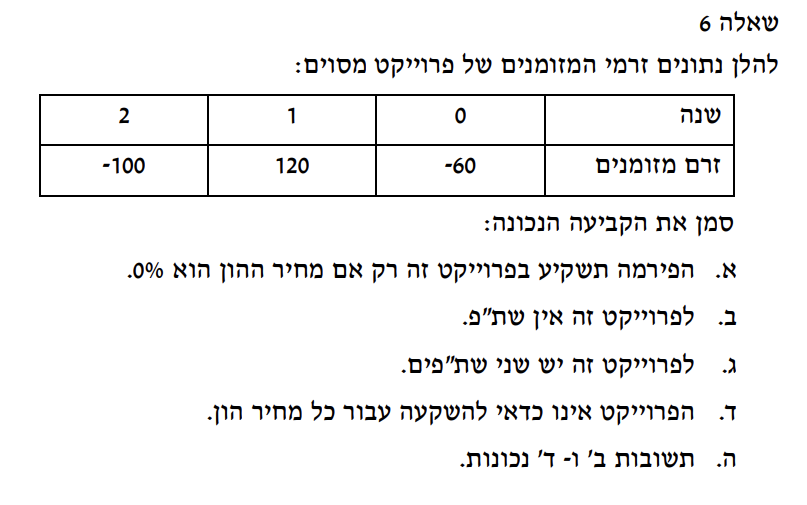 שאלה 6
להלן נתונים זרמי המזומנים של פרוייקט מסוים:
שנה 0 1 2
זרם מזומנים -60 120 -100
סמן את הקביעה הנכונה:
א. הפירמה תשקיע בפרוייקט זה רק אם מחיר ההון הוא 0%.
ב. לפרוייקט זה אין שת"פ.
ג. לפרוייקט זה יש שני שת"פים.
ד. הפרוייקט אינו כדאי להשקעה עבור כל מחיר הון.
ה. תשובות ב' ו- ד' נכונות.